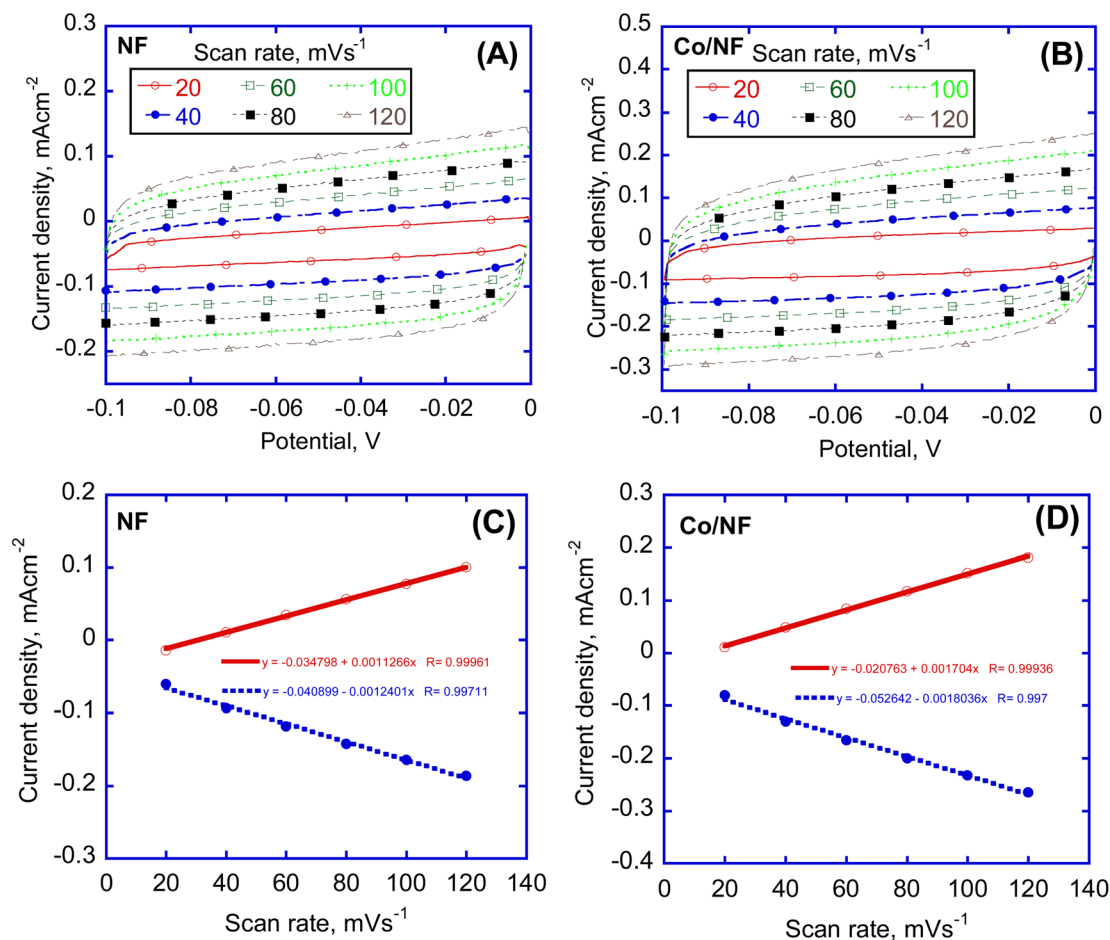 NF
Scan rate, mVs⁻¹
(A)
20 60 100
40 80 120
0.3
0.2
0.1
0
-0.1
-0.2
Current density, mAcm⁻²
-0.1 -0.08 -0.06 -0.04 -0.02 0
Potential, V
Co/NF
Scan rate, mVs⁻¹
(B)
20 60 100
40 80 120
0.5
0.4
0.3
0.2
0.1
0
-0.1
-0.2
-0.3
Current density, mAcm⁻²
-0.1 -0.08 -0.06 -0.04 -0.02 0
Potential, V
NF
(C)
0.2
0.1
0
-0.1
-0.2
-0.3
Current density, mAcm⁻²
y = -0.034798 + 0.0011266x R= 0.99961
y = -0.040899 - 0.0012401x R= 0.99711
0 20 40 60 80 100 120 140
Scan rate, mVs⁻¹
Co/NF
(D)
0.3
0.2
0.1
0
-0.1
-0.2
-0.3
-0.4
Current density, mAcm⁻²
y = -0.020763 + 0.001704x R= 0.99936
y = -0.052642 - 0.0018036x R= 0.997
0 20 40 60 80 100 120 140
Scan rate, mVs⁻¹